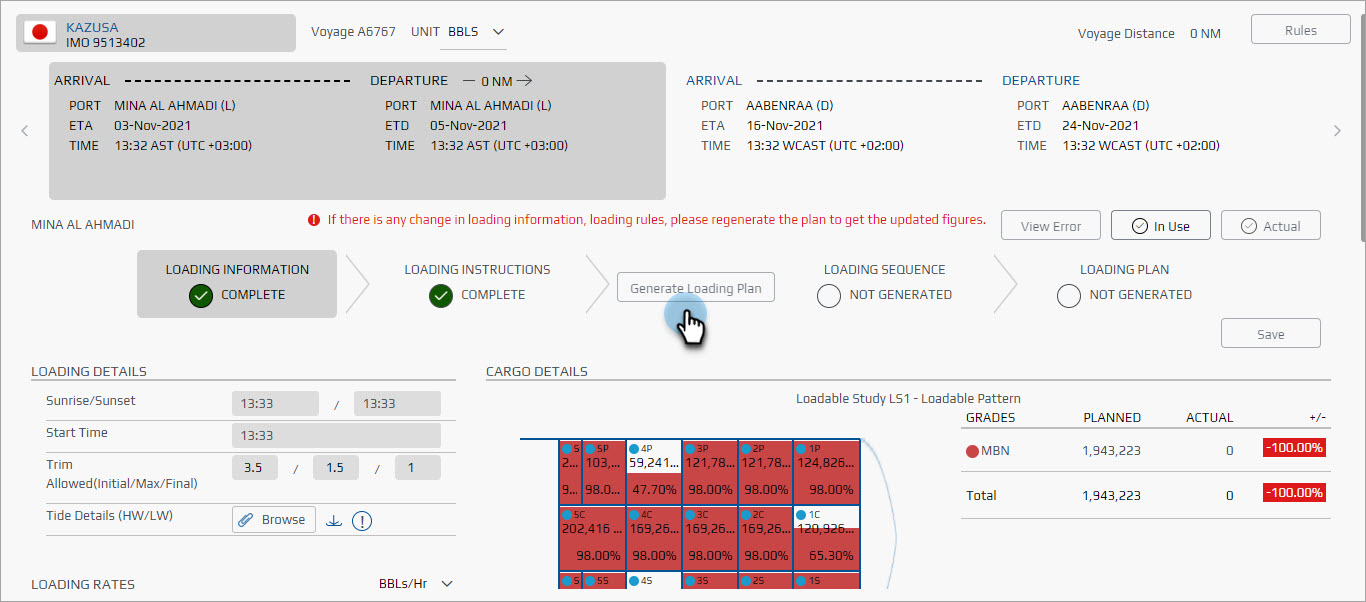 KAZUSA
IMO 9513402
Voyage A6767 UNIT BBLS
Voyage Distance 0 NM
Rules
ARRIVAL DEPARTURE 0 NM ARRIVAL DEPARTURE
PORT MINA AL AHMADI (L) PORT MINA AL AHMADI (L) PORT AABENRAA (D) PORT AABENRAA (D)
ETA 03-Nov-2021 ETD 05-Nov-2021 ETA 16-Nov-2021 ETD 24-Nov-2021
TIME 13:32 AST (UTC +03:00) TIME 13:32 AST (UTC +03:00) TIME 13:32 WCAST (UTC +02:00) TIME 13:32 WCAST (UTC +02:00)
MINA AL AHMADI
If there is any change in loading information, loading rules, please regenerate the plan to get the updated figures.
View Error In Use Actual
LOADING INFORMATION LOADING INSTRUCTIONS LOADING SEQUENCE LOADING PLAN
COMPLETE COMPLETE Generate Loading Plan NOT GENERATED NOT GENERATED
Save
LOADING DETAILS
Sunrise/Sunset 13:33 / 13:33
Start Time 13:33
Trim
Allowed(Initial/Max/Final) 3.5 / 1.5 / 1
Tide Details (HW/LW) Browse
LOADING RATES BBLs/Hr
CARGO DETAILS
Loadable Study LS1 - Loadable Pattern
S 5P 4P 3P 2P 1P
2... 103,... 59,241... 121,78... 121,78... 124,826...
9... 98.0... 47.70% 98.00% 98.00% 98.00%
5C 4C 3C 2C 1C
202,416 ... 169,26... 169,26... 169,26... 120,926...
98.00% 98.00% 98.00% 98.00% 65.30%
S 5S 4S 3S 2S 1S
GRADES PLANNED ACTUAL +/-
MBN 1,943,223 0 -100.00%
Total 1,943,223 0 -100.00%